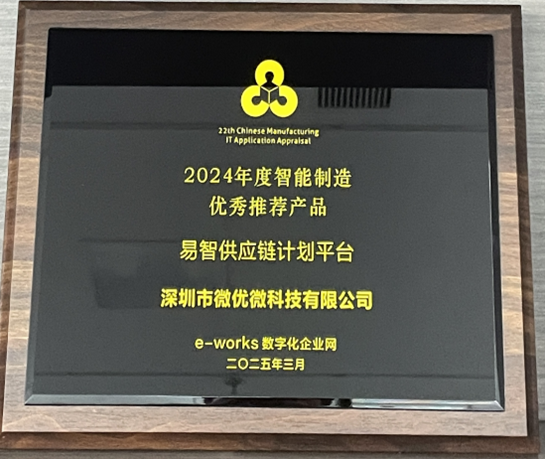 22th Chinese Manufacturing
IT Application Appraisal
2024年度智能制造
优秀推荐产品
易智供应链计划平台
深圳市微优微科技有限公司
e-works 数字化企业网
二〇二五年三月